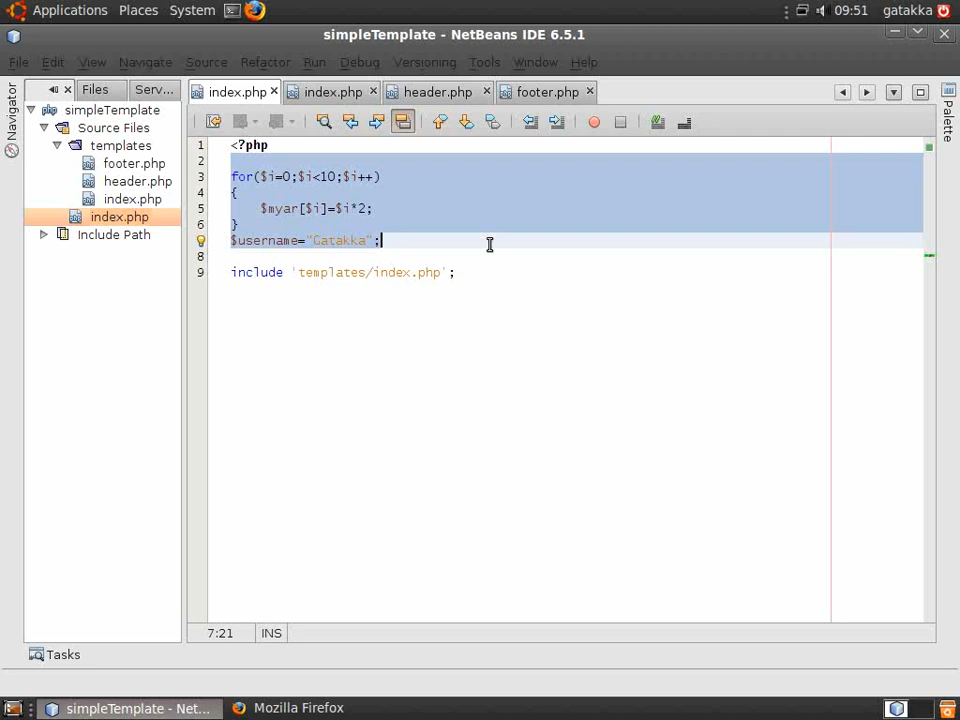 Applications Places System 09:51 gatakka
simpleTemplate - NetBeans IDE 6.5.1
File Edit View Navigate Source Refactor Run Debug Versioning Tools Window Help
Navigator
Files Serv...
index.php index.php header.php footer.php
Palette
simpleTemplate
Source Files
templates
footer.php
header.php
index.php
index.php
Include Path
1 <?php
2
3 for($i=0;$i<10;$i++)
4 {
5 $myar[$i]=$i*2;
6 }
7 $username="Gatakka";
8
9 include 'templates/index.php';
7:21 INS
Tasks
simpleTemplate - Net... Mozilla Firefox